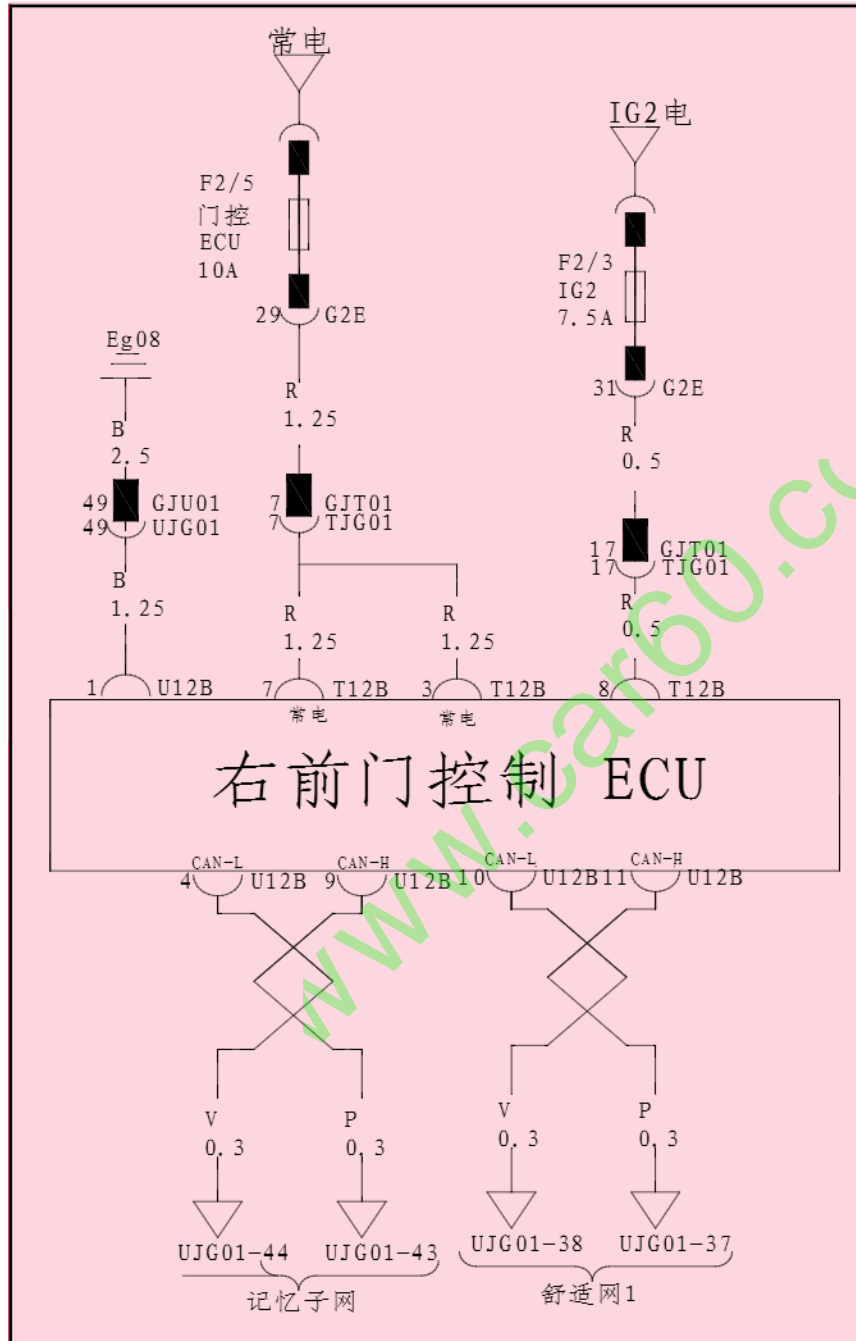 常电
IG2电
F2/5
门控
ECU
10A
29 G2E
F2/3
IG2
7.5A
31 G2E
Eg08
B
2.5
R
1.25
R
0.5
49 GJU01
49 UJG01
7 GJT01
7 TJG01
17 GJT01
17 TJG01
B
1.25
R
1.25
R
1.25
R
0.5
1 U12B
7 T12B
3 T12B
8 T12B
常电
常电
右前门控制 ECU
CAN-L
CAN-H
CAN-L
CAN-H
4 U12B
9 U12B
10 U12B
11 U12B
V
0.3
P
0.3
V
0.3
P
0.3
UJG01-44
UJG01-43
UJG01-38
UJG01-37
记忆子网
舒适网1